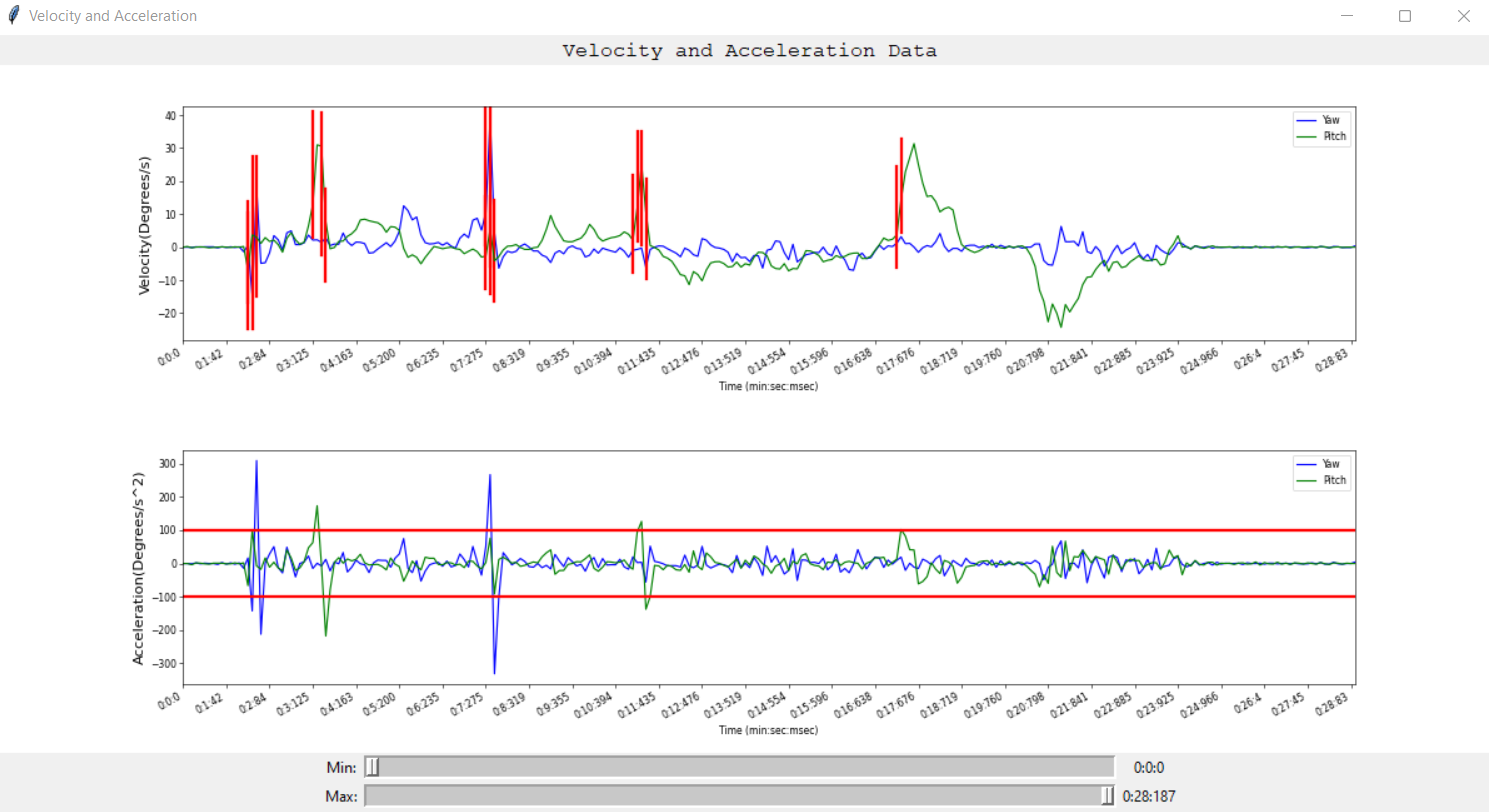 Velocity and Acceleration
Velocity and Acceleration Data
Velocity(Degrees/s)
40
30
20
10
0
−10
−20
Yaw
Pitch
0:0:0 0:1:42 0:2:84 0:3:125 0:4:163 0:5:200 0:6:235 0:7:275 0:8:319 0:9:355 0:10:394 0:11:435 0:12:476 0:13:519 0:14:554 0:15:596 0:16:638 0:17:676 0:18:719 0:19:760 0:20:798 0:21:841 0:22:885 0:23:925 0:24:966 0:26:4 0:27:45 0:28:83
Time (min:sec:msec)
Acceleration(Degrees/s^2)
300
200
100
0
−100
−200
−300
Yaw
Pitch
0:0:0 0:1:42 0:2:84 0:3:125 0:4:163 0:5:200 0:6:235 0:7:275 0:8:319 0:9:355 0:10:394 0:11:435 0:12:476 0:13:519 0:14:554 0:15:596 0:16:638 0:17:676 0:18:719 0:19:760 0:20:798 0:21:841 0:22:885 0:23:925 0:24:966 0:26:4 0:27:45 0:28:83
Time (min:sec:msec)
Min: 0:0:0
Max: 0:28:187